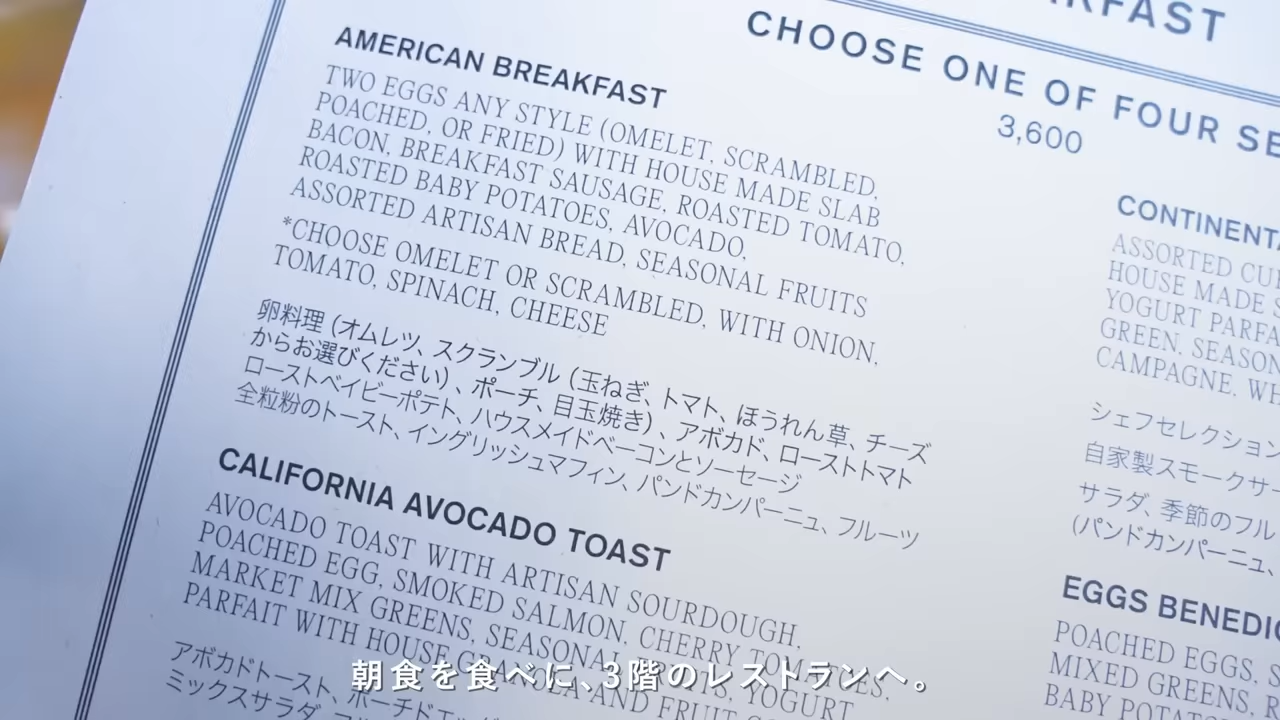 CHOOSE ONE OF FOUR
3,600
AMERICAN BREAKFAST
TWO EGGS ANY STYLE (OMELET, SCRAMBLED,
POACHED, OR FRIED) WITH HOUSE MADE SLAB
BACON, BREAKFAST SAUSAGE, ROASTED TOMATO,
ROASTED BABY POTATOES, AVOCADO,
ASSORTED ARTISAN BREAD, SEASONAL FRUITS
*CHOOSE OMELET OR SCRAMBLED, WITH ONION,
TOMATO, SPINACH, CHEESE
卵料理 (オムレツ、スクランブル (玉ねぎ、トマト、ほうれん草、チーズ
からお選びください) 、ポーチ、目玉焼き) 、アボカド、ローストトマト
ローストベイビーポテト、ハウスメイドベーコンとソーセージ
全粒粉のトースト、イングリッシュマフィン、パンドカンパーニュ、フルーツ
CALIFORNIA AVOCADO TOAST
AVOCADO TOAST WITH ARTISAN SOURDOUGH,
POACHED EGG, SMOKED SALMON, CHERRY TOMATOES,
MARKET MIX GREENS, SEASONAL FRUITS, YOGURT
PARFAIT WITH HOUSE GRANOLA AND FRUIT
アボカドトースト、ポーチドエッグ
ミックスサラダ
ASSORTED
HOUSE MADE
YOGURT
GREEN,
CAMPAGNE,
シェフセレクション
自家製スモークサー
サラダ、季節のフル
(パンドカンパーニュ、
EGGS
POACHED EGGS,
MIXED GREENS,
BABY
朝食を食べに、3階のレストランへ。